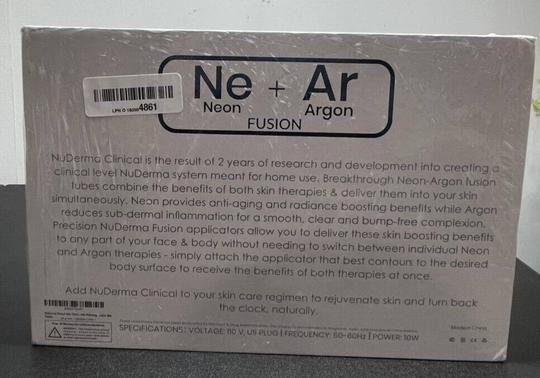 Ne + Ar
Neon Argon
FUSION
4861
NuDerma Clinical is the result of 2 years of research and development into creating a
clinical level NuDerma system meant for home use. Breakthrough Neon-Argon fusion
tubes combine the benefits of both skin therapies & deliver them into your skin
simultaneously. Neon provides anti-aging and radiance boosting benefits while Argon
reduces sub-dermal inflammation for a smooth, clear and bump-free complexion.
Precision NuDerma Fusion applicators allow you to deliver these skin boosting benefits
to any part of your face & body without needing to switch between individual Neon
and Argon therapies - simply attach the applicator that best contours to the desired
body surface to receive the benefits of both therapies at once.
Add NuDerma Clinical to your skin care regimen to rejuvenate skin and turn back
the clock, naturally.
SPECIFICATIONS: VOLTAGE: 110 V, US PLUG | FREQUENCY: 50-60Hz | POWER: 10W
Made in China